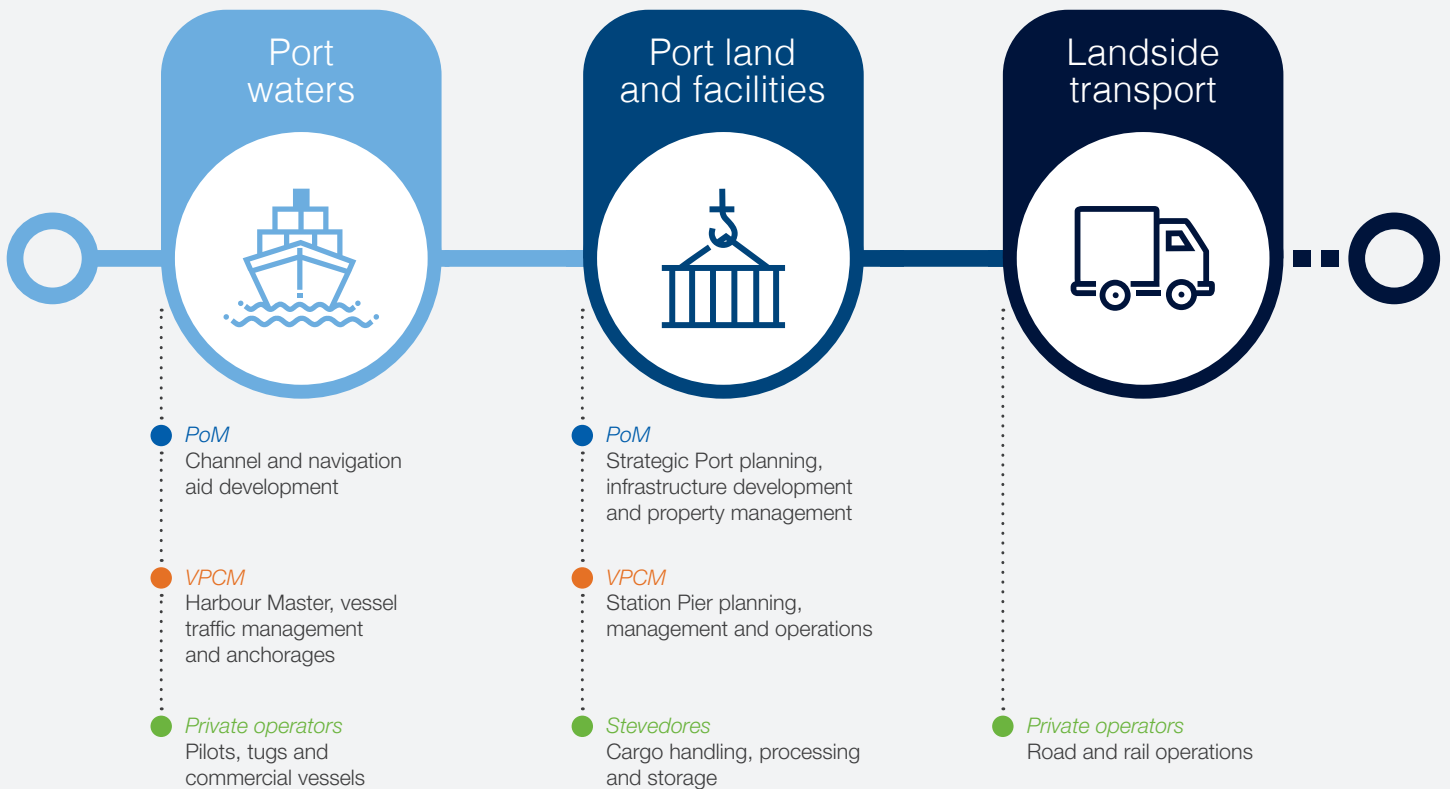 Port
waters
Port land
and facilities
Landside
transport
PoM
Channel and navigation
aid development
VPCM
Harbour Master, vessel
traffic management
and anchorages
Private operators
Pilots, tugs and
commercial vessels
PoM
Strategic Port planning,
infrastructure development
and property management
VPCM
Station Pier planning,
management and operations
Stevedores
Cargo handling, processing
and storage
Private operators
Road and rail operations